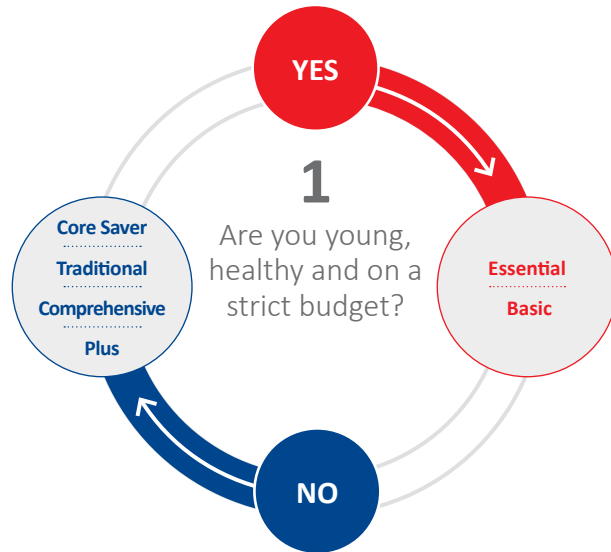 YES
1
Are you young,
healthy and on a
strict budget?
Core Saver
Traditional
Comprehensive
Plus
Essential
Basic
NO